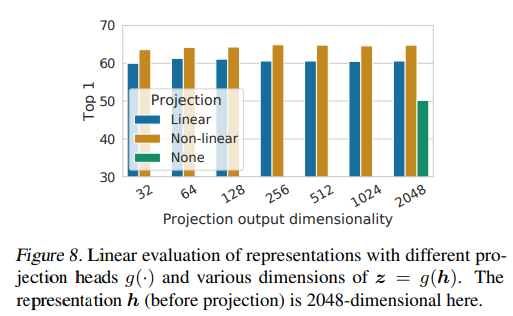 70
60
50
40
30
Top 1
Projection
Linear
Non-linear
None
32 64 128 256 512 1024 2048
Projection output dimensionality
Figure 8. Linear evaluation of representations with different pro-
jection heads g(·) and various dimensions of z = g(h). The
representation h (before projection) is 2048-dimensional here.